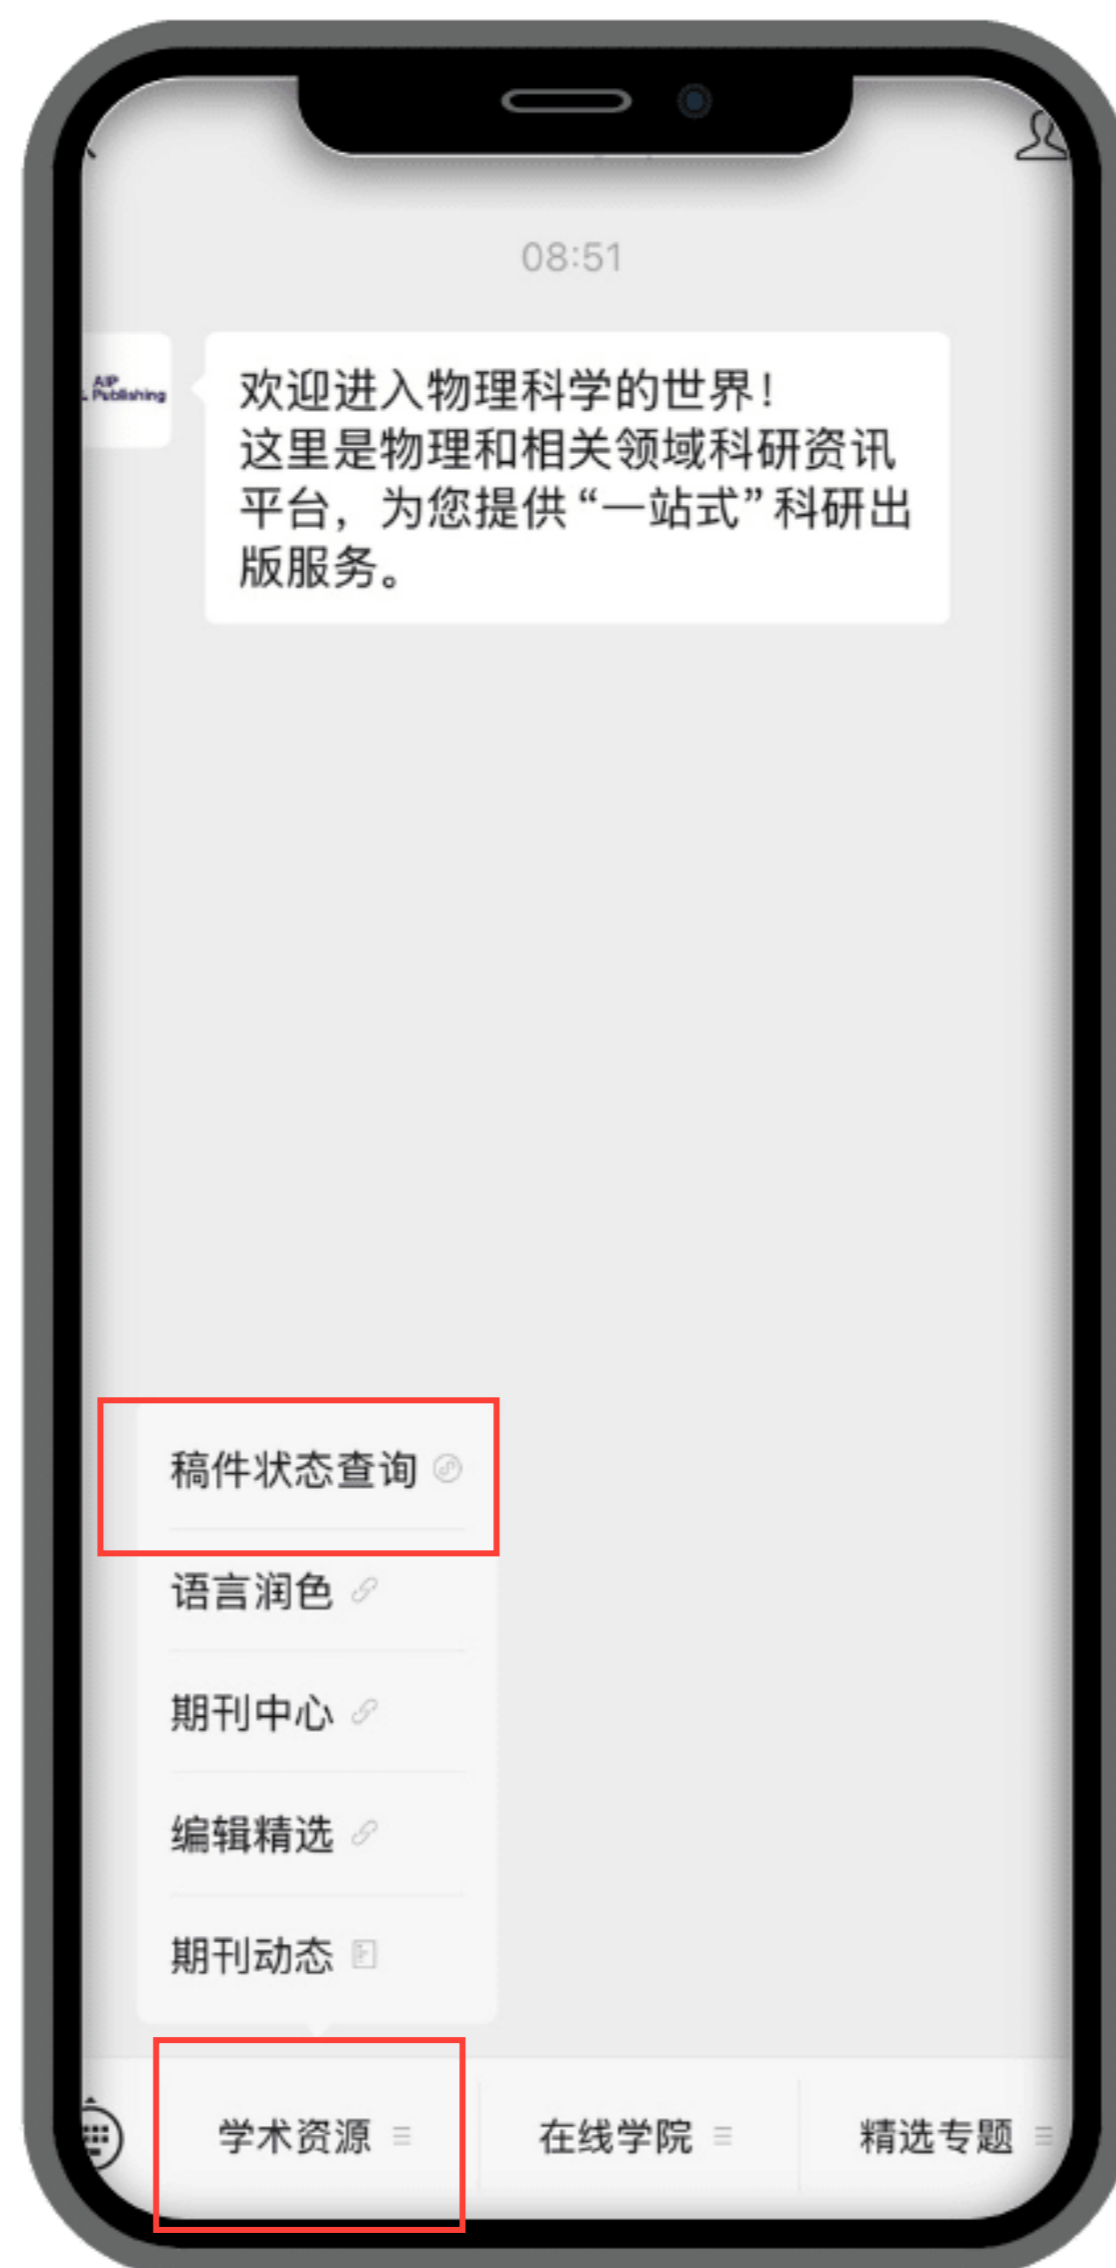 08:51
AIP
Publishing
欢迎进入物理科学的世界！
这里是物理和相关领域科研资讯
平台，为您提供“一站式”科研出
版服务。
稿件状态查询
语言润色
期刊中心
编辑精选
期刊动态
学术资源
在线学院
精选专题